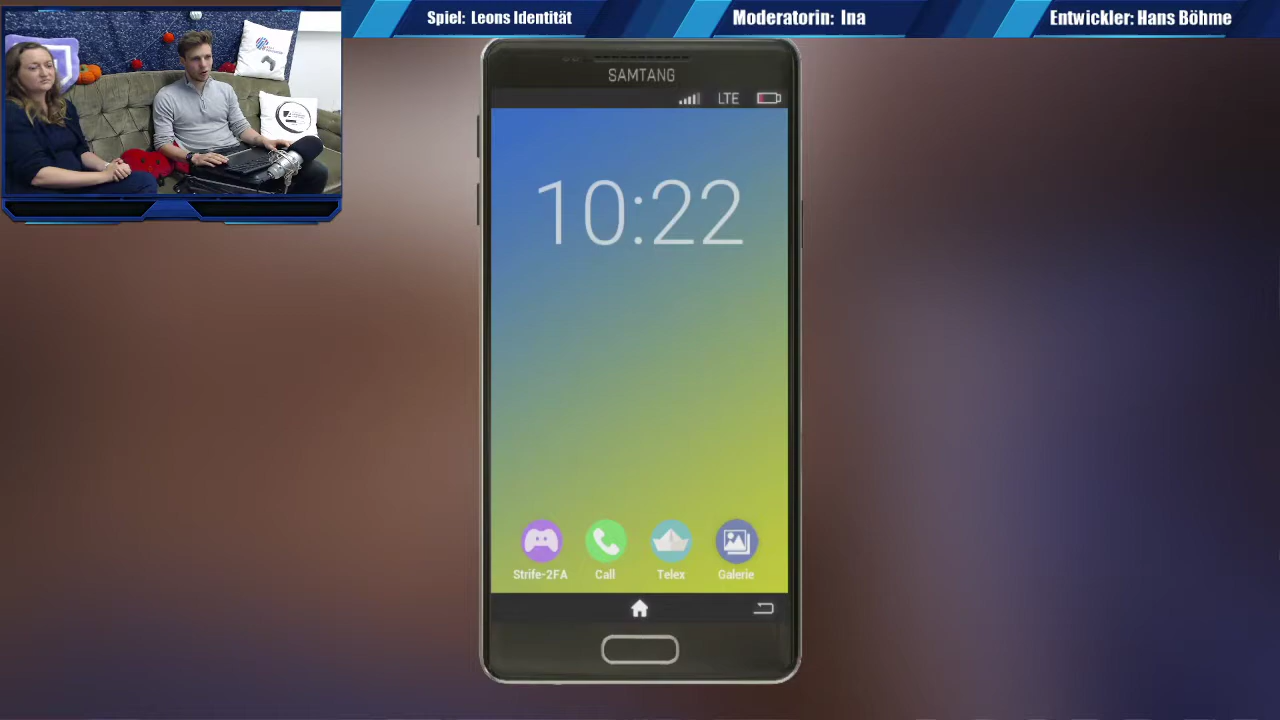 Spiel: Leons Identität
Moderatorin: Ina
Entwickler: Hans Böhme
SAMTANG
LTE
10:22
Strife-2FA
Call
Telex
Galerie